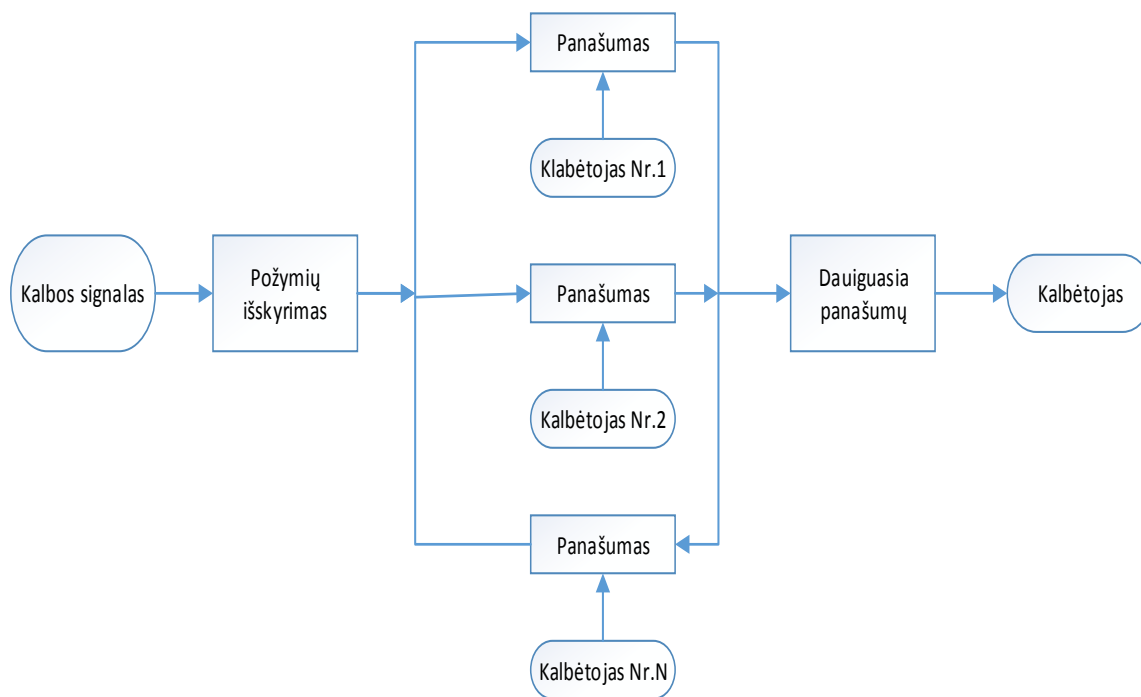 Panašumas
Klabėtojas Nr.1
Kalbos signalas
Požymių
išskyrimas
Panašumas
Dauiguasia
panašumų
Kalbėtojas
Kalbėtojas Nr.2
Panašumas
Kalbėtojas Nr.N